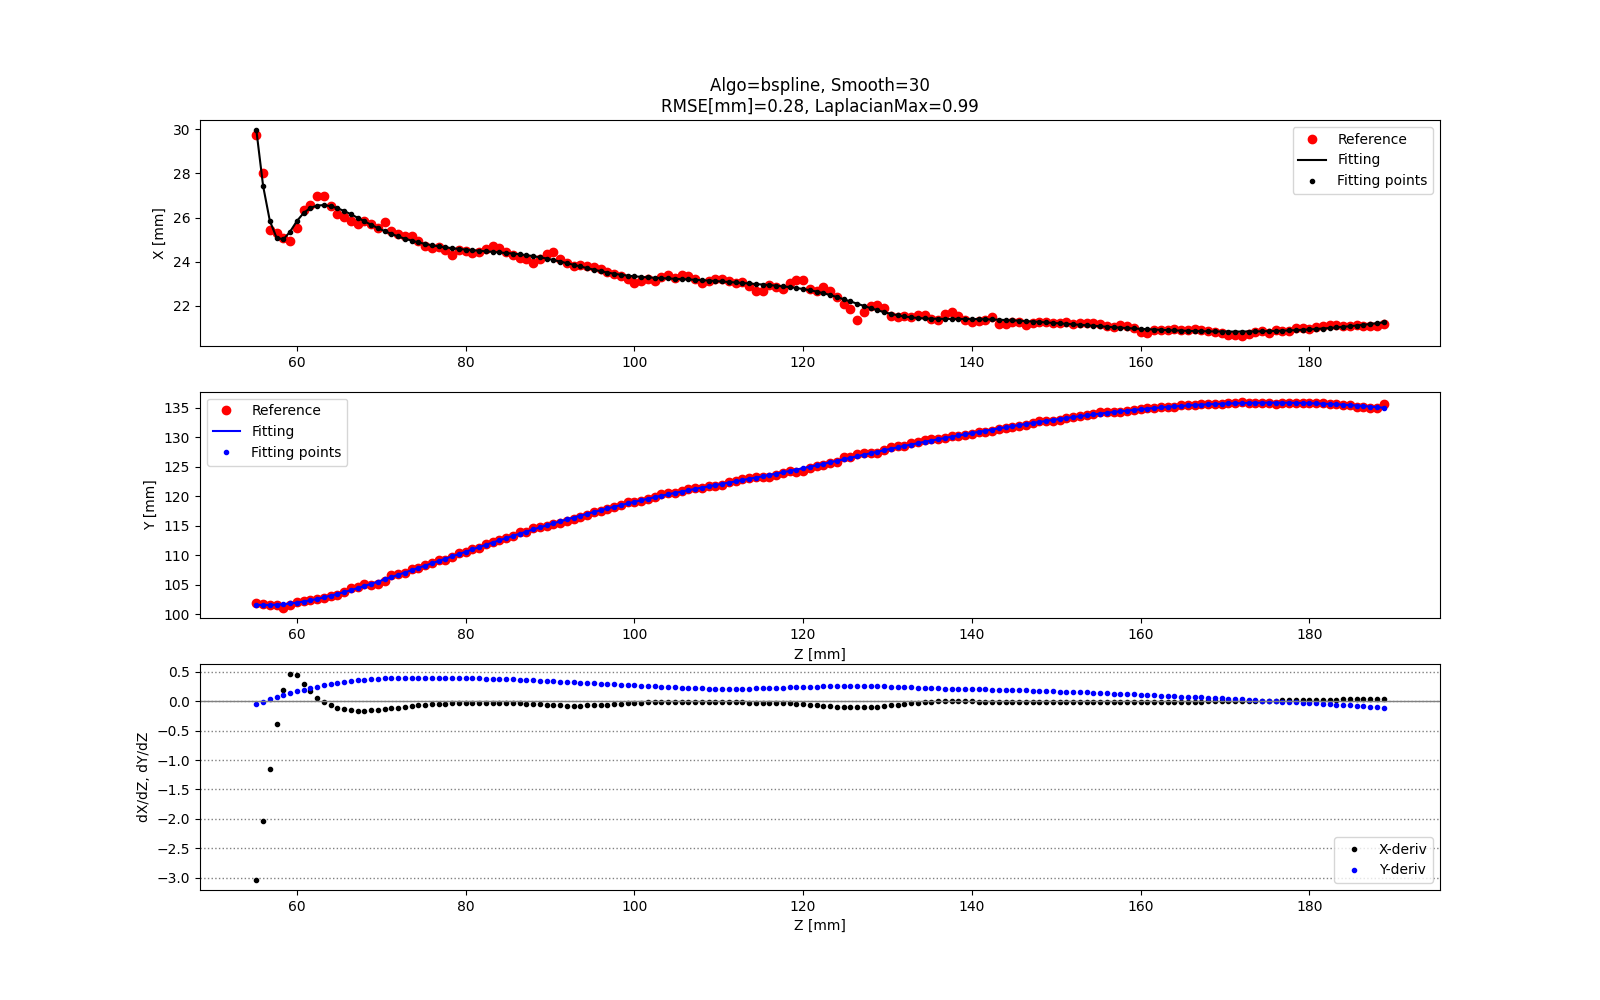 Algo=bspline, Smooth=30
RMSE[mm]=0.28, LaplacianMax=0.99
30
28
26
24
22
X [mm]
Reference
Fitting
Fitting points
60 80 100 120 140 160 180
135
130
125
120
115
110
105
100
Y [mm]
Reference
Fitting
Fitting points
60 80 100 120 140 160 180
Z [mm]
0.5
0.0
−0.5
−1.0
−1.5
−2.0
−2.5
−3.0
dX/dZ, dY/dZ
X-deriv
Y-deriv
60 80 100 120 140 160 180
Z [mm]